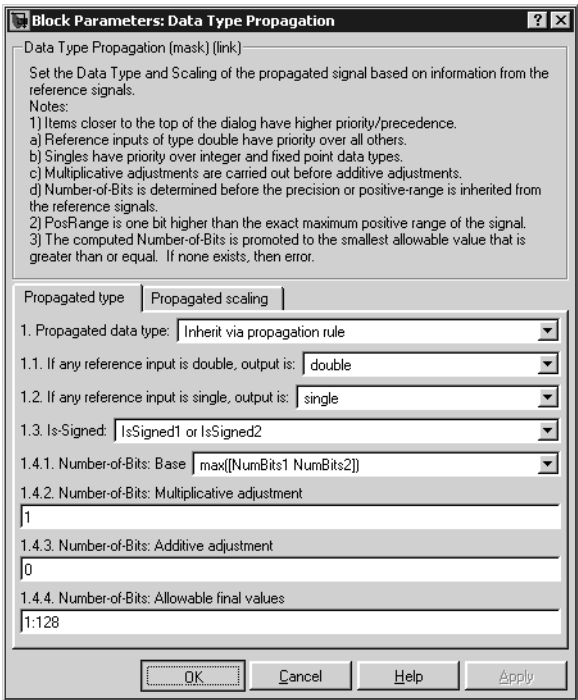 Block Parameters: Data Type Propagation
Data Type Propagation (mask) (link)
Set the Data Type and Scaling of the propagated signal based on information from the
reference signals.
Notes:
1) Items closer to the top of the dialog have higher priority/precedence.
a) Reference inputs of type double have priority over all others.
b) Singles have priority over integer and fixed point data types.
c) Multiplicative adjustments are carried out before additive adjustments.
d) Number-of-Bits is determined before the precision or positive-range is inherited from
the reference signals.
2) PosRange is one bit higher than the exact maximum positive range of the signal.
3) The computed Number-of-Bits is promoted to the smallest allowable value that is
greater than or equal. If none exists, then error.
Propagated type Propagated scaling
1. Propagated data type: Inherit via propagation rule
1.1. If any reference input is double, output is: double
1.2. If any reference input is single, output is: single
1.3. Is-Signed: IsSigned1 or IsSigned2
1.4.1. Number-of-Bits: Base max([NumBits1 NumBits2])
1.4.2. Number-of-Bits: Multiplicative adjustment
1
1.4.3. Number-of-Bits: Additive adjustment
0
1.4.4. Number-of-Bits: Allowable final values
1:128
OK Cancel Help Apply